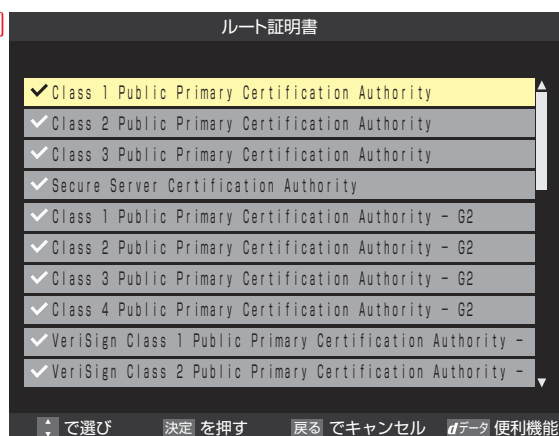 ルート証明書
Class 1 Public Primary Certification Authority
Class 2 Public Primary Certification Authority
Class 3 Public Primary Certification Authority
Secure Server Certification Authority
Class 1 Public Primary Certification Authority - G2
Class 2 Public Primary Certification Authority - G2
Class 3 Public Primary Certification Authority - G2
Class 4 Public Primary Certification Authority - G2
VeriSign Class 1 Public Primary Certification Authority -
VeriSign Class 2 Public Primary Certification Authority -
で選び 決定 を押す 戻る でキャンセル dデータ 便利機能